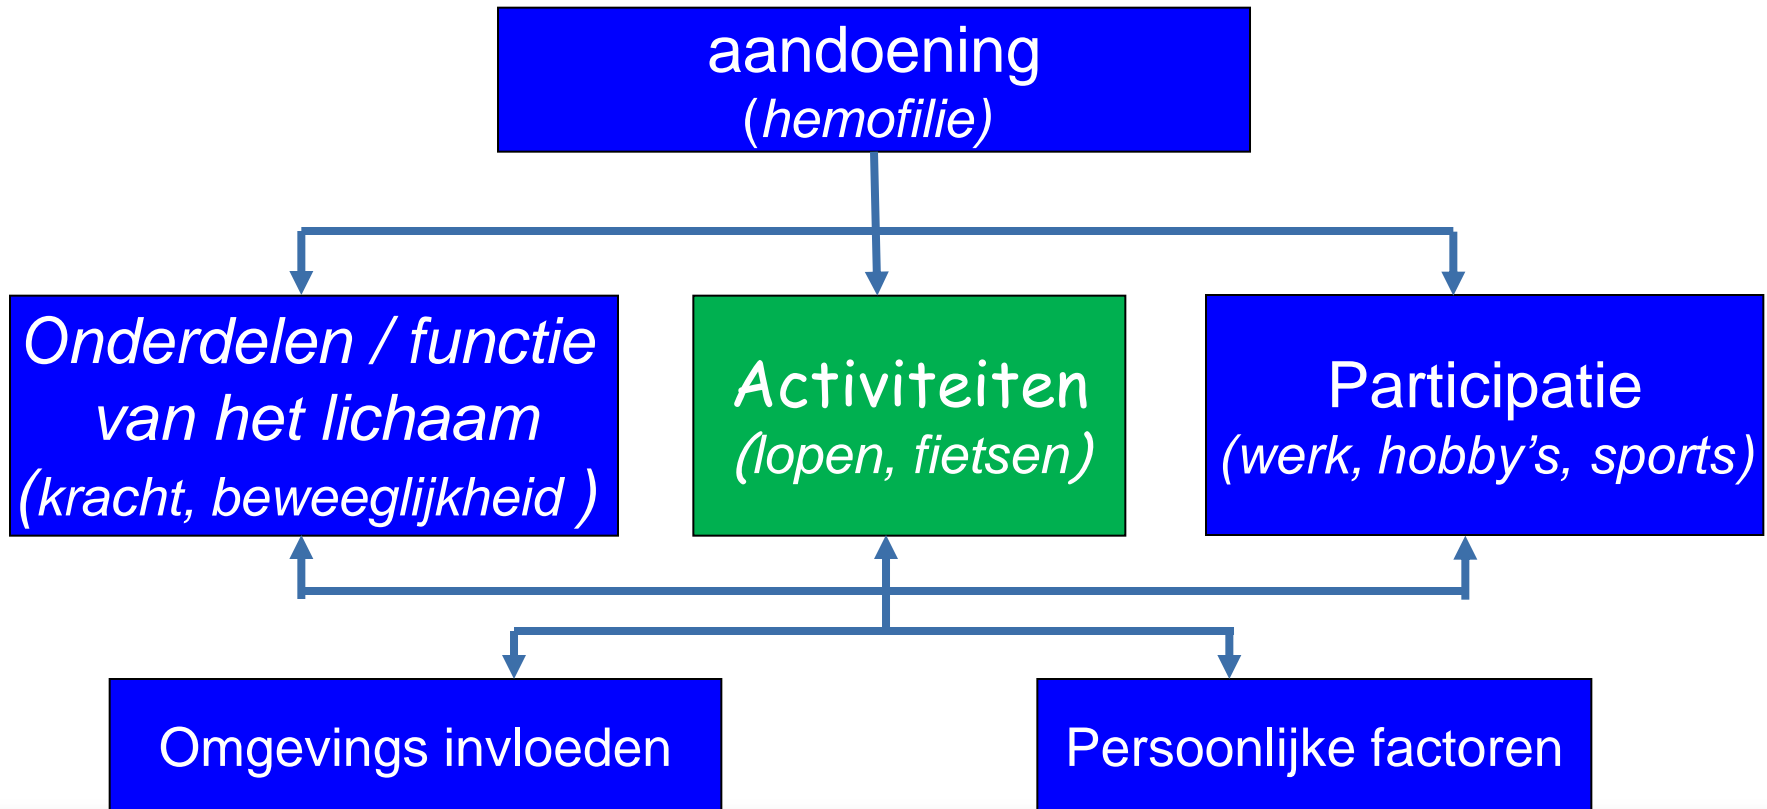 aandoening
(hemofilie)
Onderdelen / functie
van het lichaam
(kracht, beweeglijkheid )
Activiteiten
(lopen, fietsen)
Participatie
(werk, hobby’s, sports)
Omgevings invloeden
Persoonlijke factoren